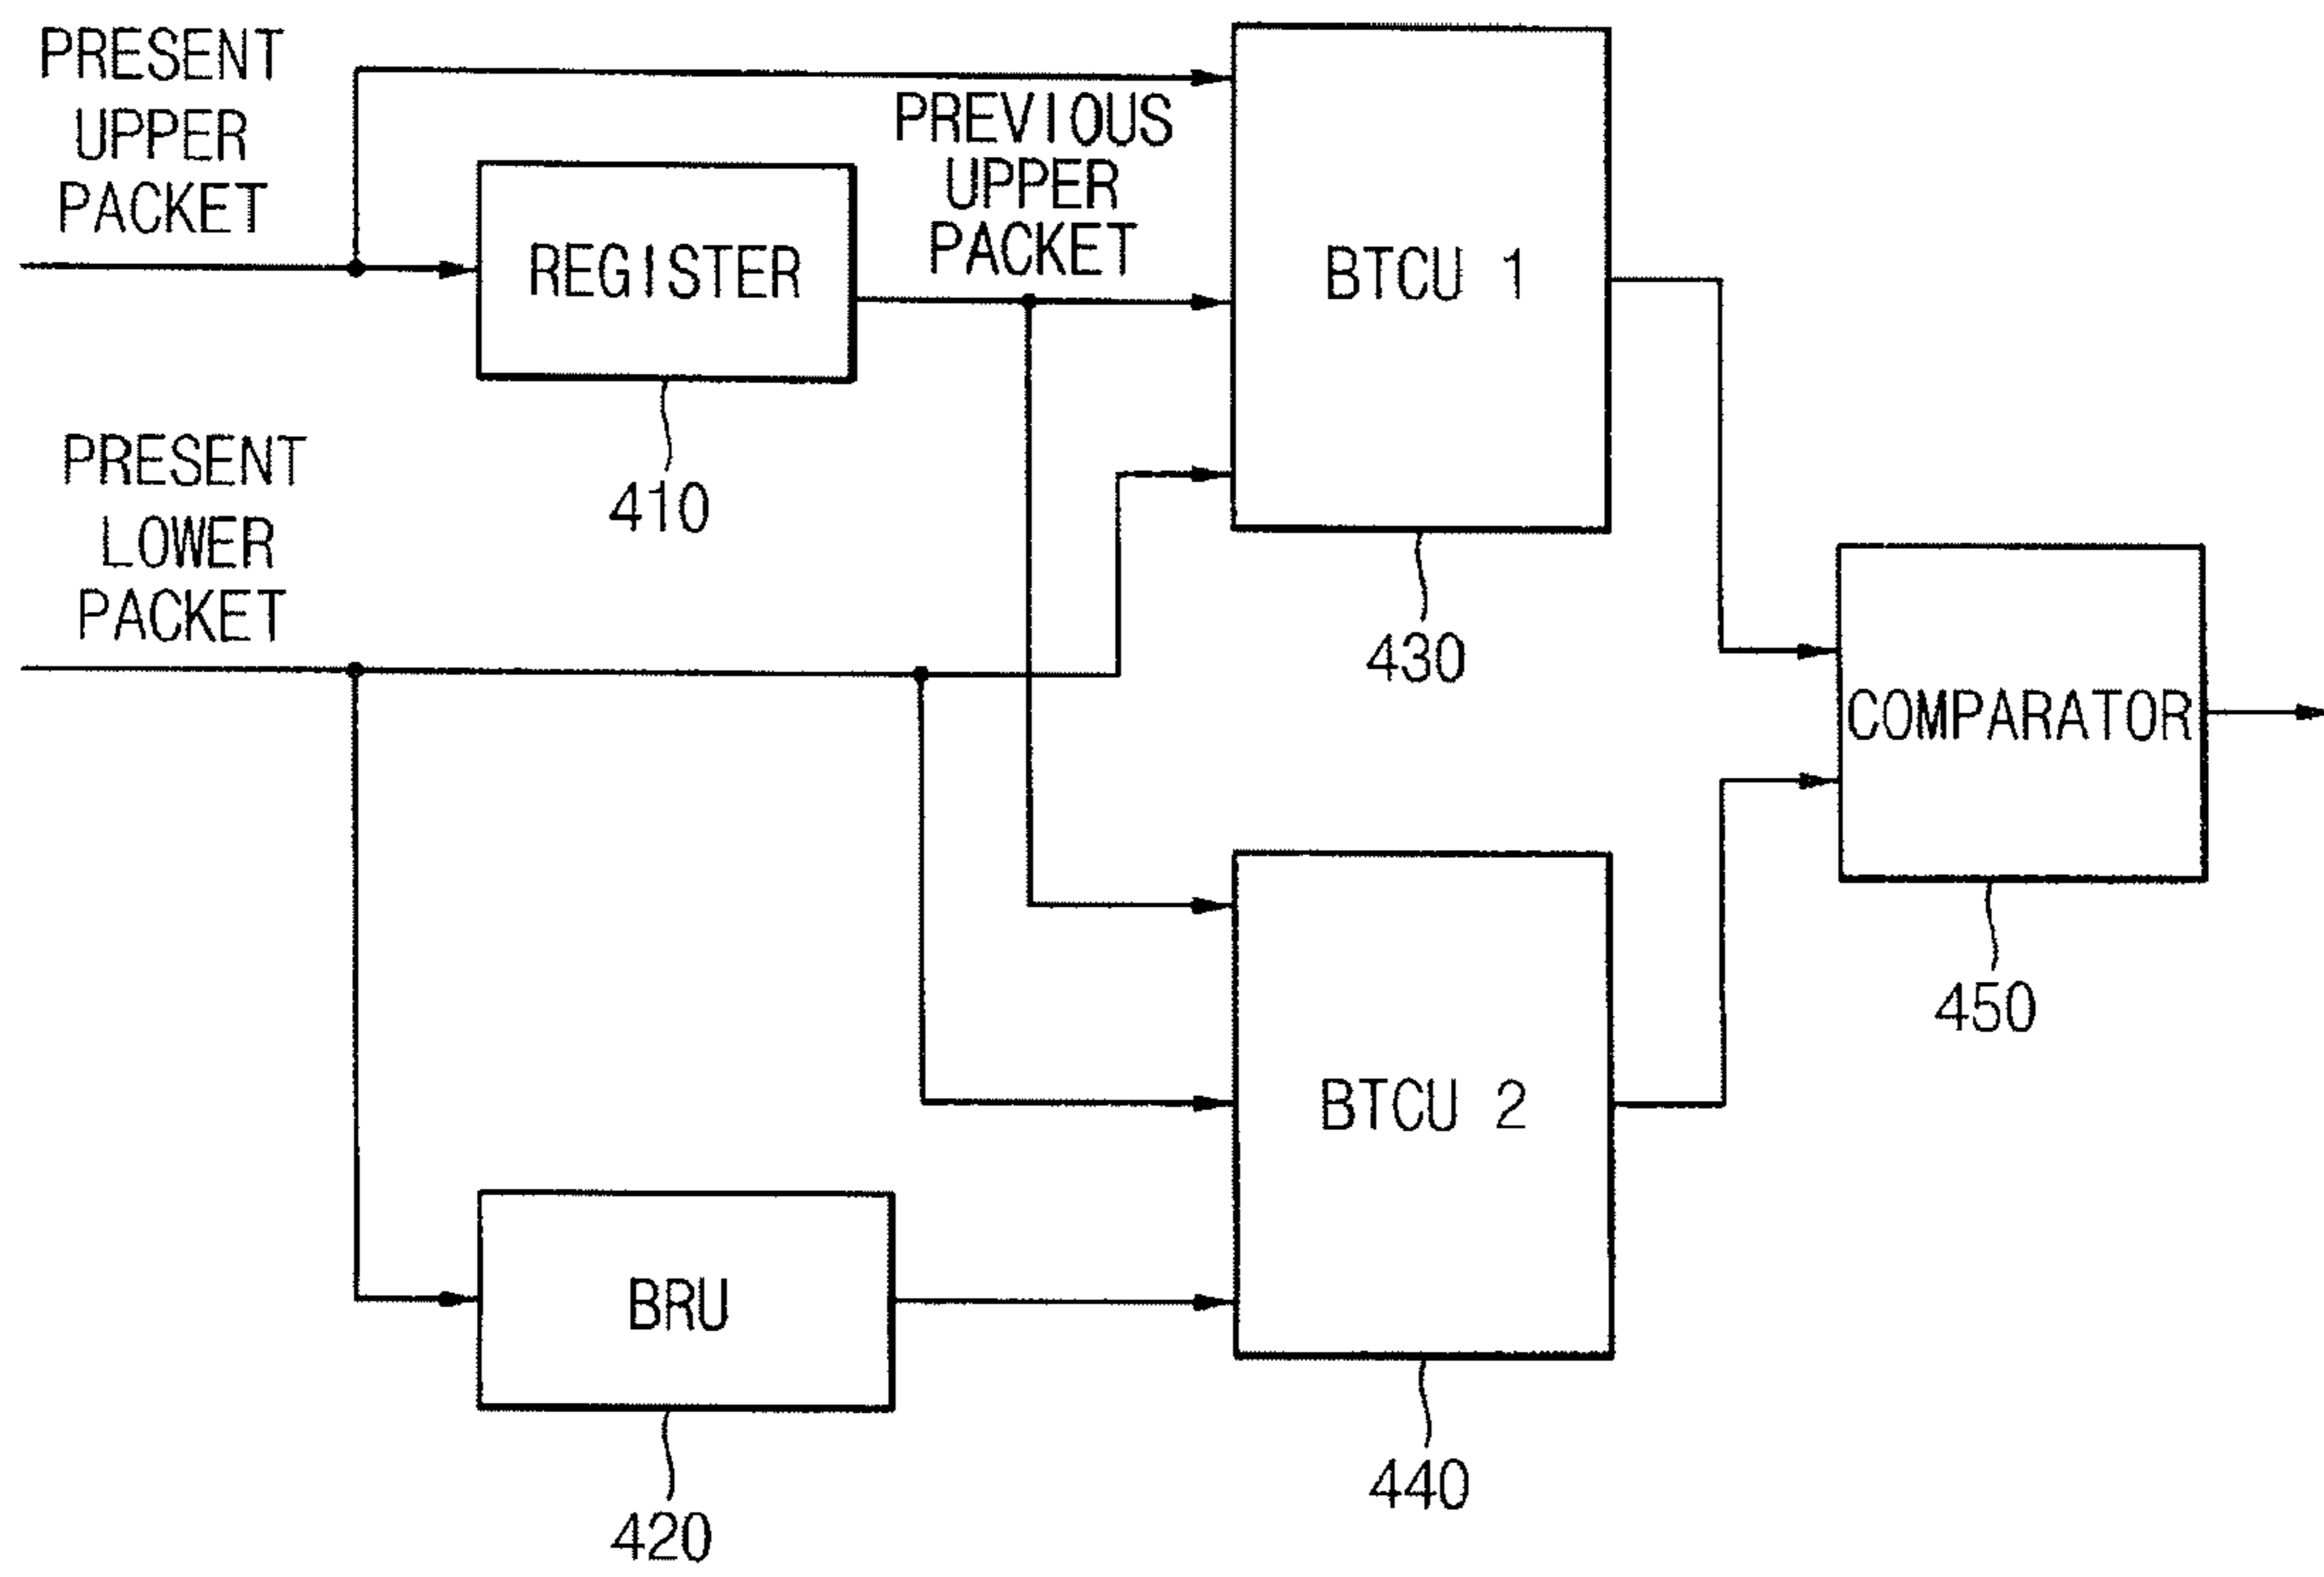 PRESENT
UPPER
PACKET
PREVIOUS
UPPER
PACKET
REGISTER
410
BTCU 1
430
PRESENT
LOWER
PACKET
COMPARATOR
450
BTCU 2
440
BRU
420